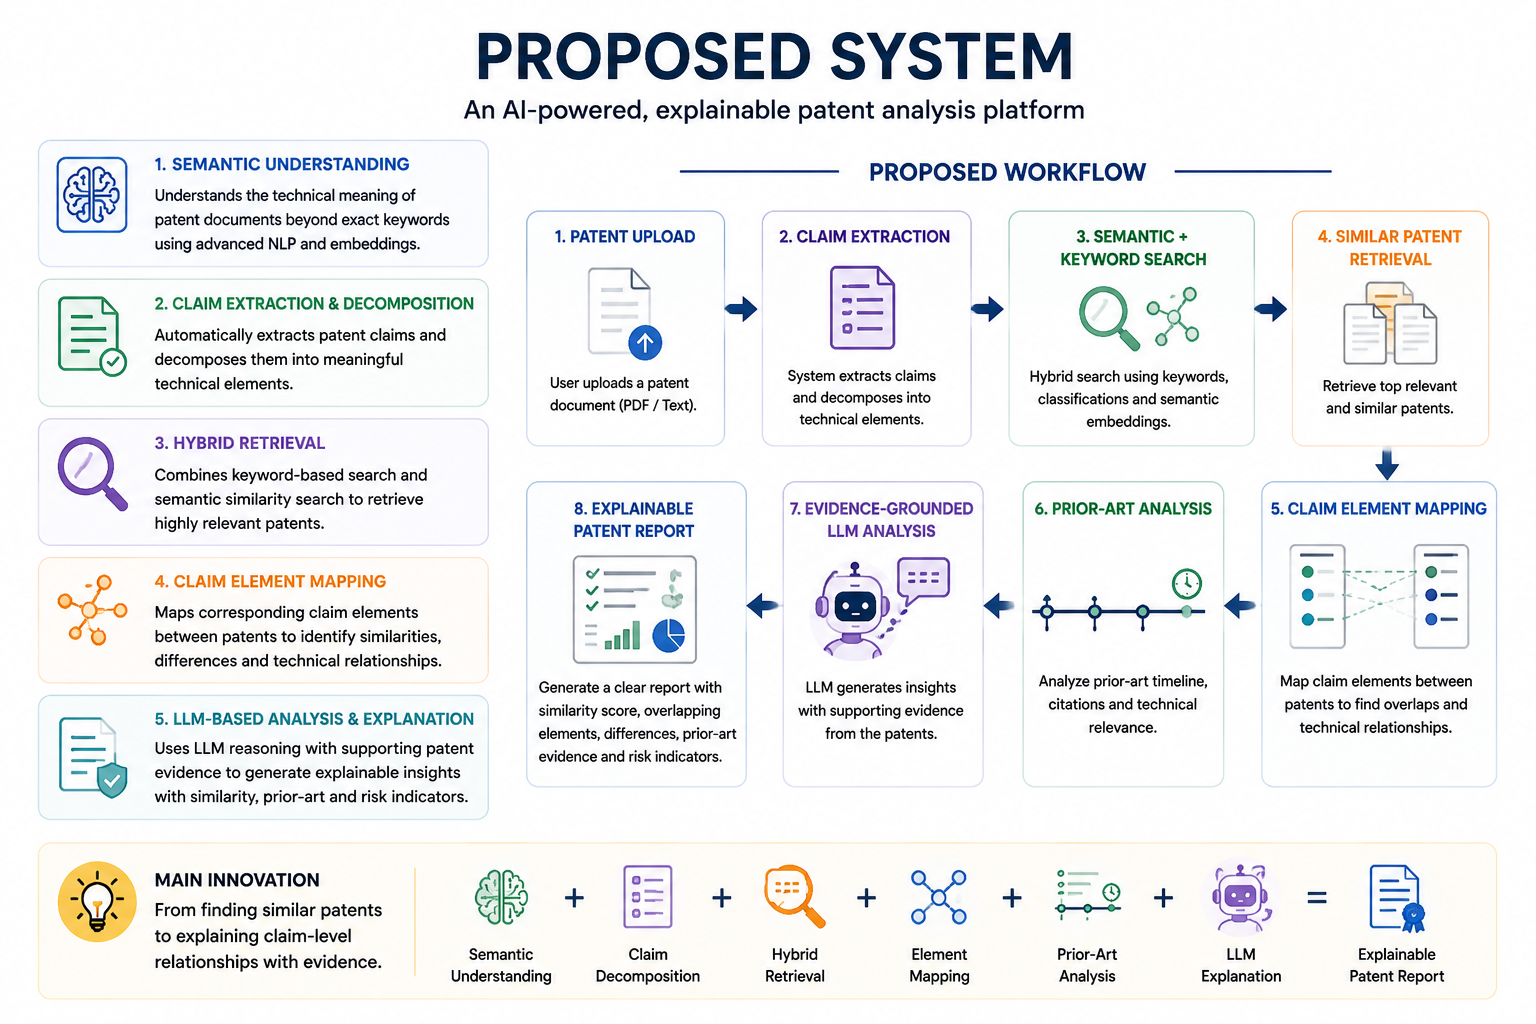 PROPOSED SYSTEM
An AI-powered, explainable patent analysis platform
1. SEMANTIC UNDERSTANDING
Understands the technical meaning of
patent documents beyond exact keywords
using advanced NLP and embeddings.
2. CLAIM EXTRACTION & DECOMPOSITION
Automatically extracts patent claims and
decomposes them into meaningful
technical elements.
3. HYBRID RETRIEVAL
Combines keyword-based search and
semantic similarity search to retrieve
highly relevant patents.
4. CLAIM ELEMENT MAPPING
Maps corresponding claim elements
between patents to identify similarities,
differences and technical relationships.
5. LLM-BASED ANALYSIS & EXPLANATION
Uses LLM reasoning with supporting patent
evidence to generate explainable insights
with similarity, prior-art and risk indicators.
PROPOSED WORKFLOW
1. PATENT UPLOAD
User uploads a patent
document (PDF / Text).
2. CLAIM EXTRACTION
System extracts claims
and decomposes into
technical elements.
3. SEMANTIC +
KEYWORD SEARCH
Hybrid search using keywords,
classifications and semantic
embeddings.
4. SIMILAR PATENT
RETRIEVAL
Retrieve top relevant
and similar patents.
5. CLAIM ELEMENT MAPPING
Map claim elements between
patents to find overlaps and
technical relationships.
6. PRIOR-ART ANALYSIS
Analyze prior-art timeline,
citations and technical
relevance.
7. EVIDENCE-GROUNDED
LLM ANALYSIS
LLM generates insights
with supporting evidence
from the patents.
8. EXPLAINABLE
PATENT REPORT
Generate a clear report with
similarity score, overlapping
elements, differences, prior-art
evidence and risk indicators.
MAIN INNOVATION
From finding similar patents
to explaining claim-level
relationships with evidence.
Semantic
Understanding
+
Claim
Decomposition
+
Hybrid
Retrieval
+
Element
Mapping
+
Prior-Art
Analysis
+
LLM
Explanation
=
Explainable
Patent Report